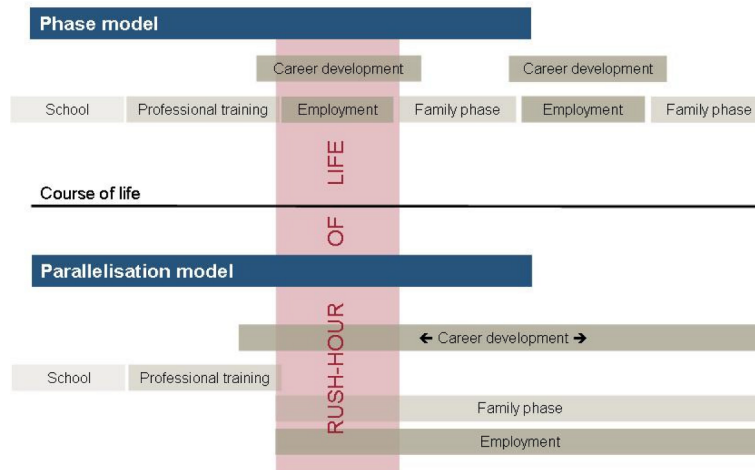 Phase model
Career development Career development
School Professional training Employment Family phase Employment Family phase
Course of life
RUSH-HOUR OF LIFE
Parallelisation model
← Career development →
School Professional training
Family phase
Employment